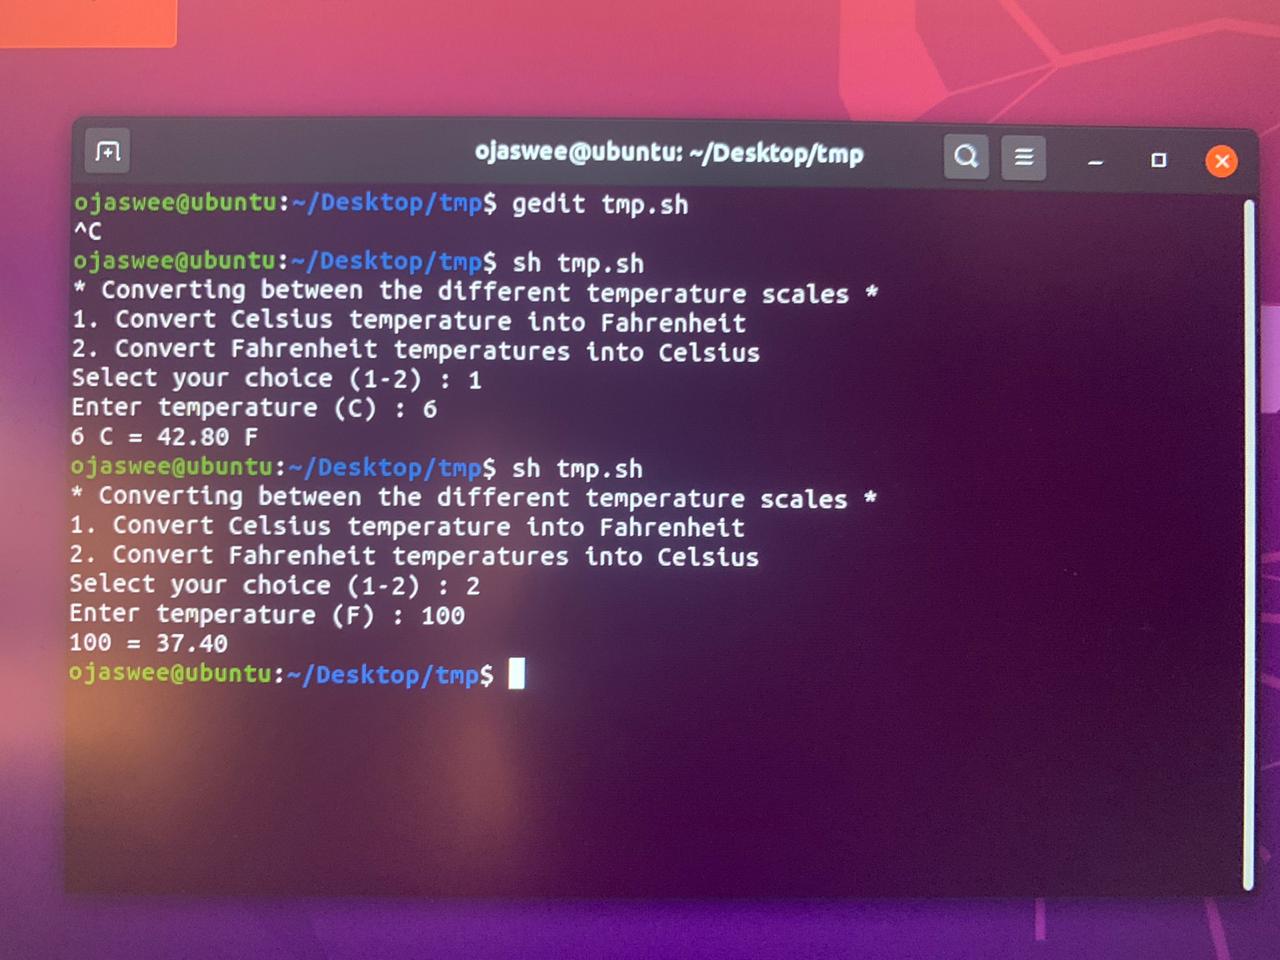 ojaswee@ubuntu: ~/Desktop/tmp
ojaswee@ubuntu:~/Desktop/tmp$ gedit tmp.sh
^C
ojaswee@ubuntu:~/Desktop/tmp$ sh tmp.sh
* Converting between the different temperature scales *
1. Convert Celsius temperature into Fahrenheit
2. Convert Fahrenheit temperatures into Celsius
Select your choice (1-2) : 1
Enter temperature (C) : 6
6 C = 42.80 F
ojaswee@ubuntu:~/Desktop/tmp$ sh tmp.sh
* Converting between the different temperature scales *
1. Convert Celsius temperature into Fahrenheit
2. Convert Fahrenheit temperatures into Celsius
Select your choice (1-2) : 2
Enter temperature (F) : 100
100 = 37.40
ojaswee@ubuntu:~/Desktop/tmp$